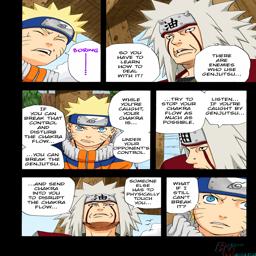 THERE
ARE
ENEMIES
WHO USE
GENJUTSU...
油
SO YOU
HAVE TO
LEARN
HOW TO
DEAL
WITH IT!
BORING
LISTEN...
IF YOU'RE
CAUGHT BY
GENJUTSU...
...TRY TO STOP
YOUR CHAKRA
FLOW AS
MUCH AS
POSSIBLE.
WHILE
YOU'RE
CAUGHT,
YOUR
CHAKRA
IS...
UNDER
YOUR
OPPONENT'S
CONTROL.
IF YOU
CAN BREAK
THAT
CONTROL
AND
DISTURB
THE
CHAKRA
FLOW...
...YOU CAN
BREAK THE
GENJUTSU.
WHAT
IF I
STILL
CAN'T
BREAK
IT?
SOMEONE
ELSE
HAS TO
PHYSICALLY
TOUCH
YOU...
...AND SEND
CHAKRA
INTO YOU
TO DISRUPT
THE
CHAKRA
FLOW...